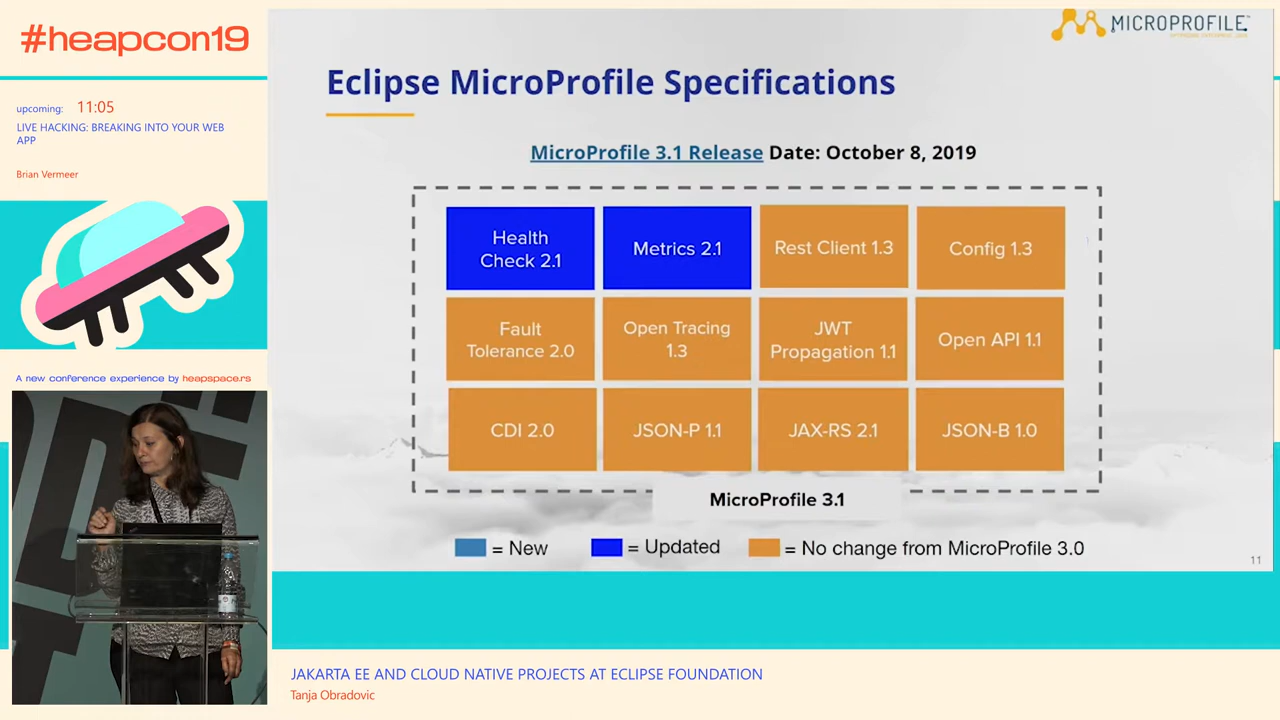 #heapcon19
upcoming: 11:05
LIVE HACKING: BREAKING INTO YOUR WEB
APP
Brian Vermeer
A new conference experience by heapspace.rs
MICROPROFILE
Eclipse MicroProfile Specifications
MicroProfile 3.1 Release Date: October 8, 2019
Health
Check 2.1
Metrics 2.1
Rest Client 1.3
Config 1.3
Fault
Tolerance 2.0
Open Tracing
1.3
JWT
Propagation 1.1
Open API 1.1
CDI 2.0
JSON-P 1.1
JAX-RS 2.1
JSON-B 1.0
MicroProfile 3.1
= New
= Updated
= No change from MicroProfile 3.0
11
JAKARTA EE AND CLOUD NATIVE PROJECTS AT ECLIPSE FOUNDATION
Tanja Obradovic